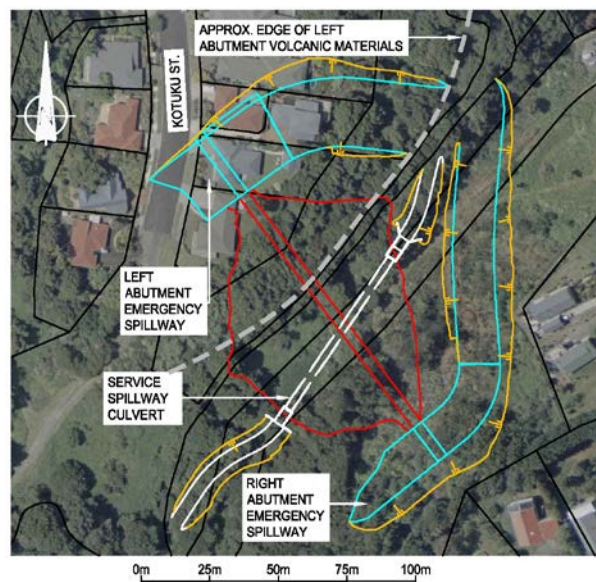 APPROX. EDGE OF LEFT
ABUTMENT VOLCANIC MATERIALS
KOTUKU ST.
LEFT
ABUTMENT
EMERGENCY
SPILLWAY
SERVICE
SPILLWAY
CULVERT
RIGHT
ABUTMENT
EMERGENCY
SPILLWAY
0m 25m 50m 75m 100m